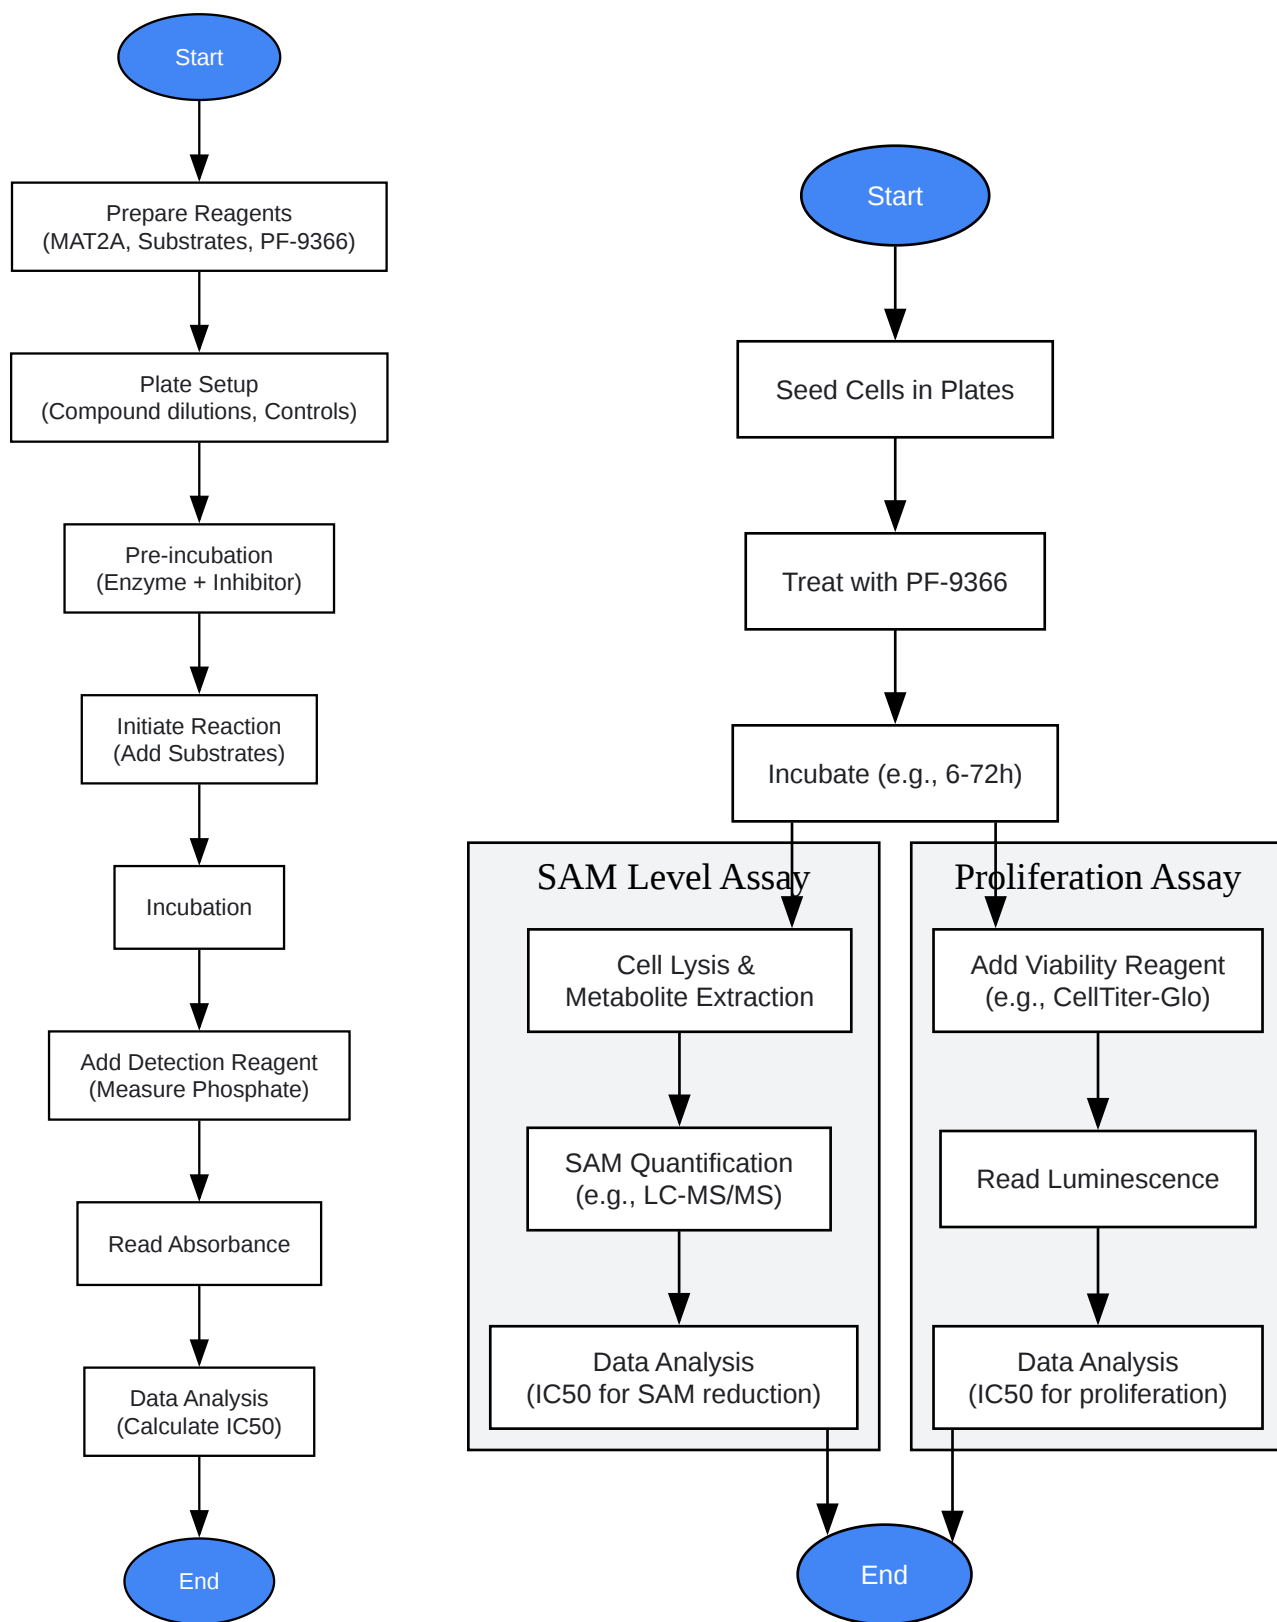 Start
Prepare Reagents
(MAT2A, Substrates, PF-9366)
Plate Setup
(Compound dilutions, Controls)
Pre-incubation
(Enzyme + Inhibitor)
Initiate Reaction
(Add Substrates)
Incubation
Add Detection Reagent
(Measure Phosphate)
Read Absorbance
Data Analysis
(Calculate IC50)
End
Start
Seed Cells in Plates
Treat with PF-9366
Incubate (e.g., 6-72h)
SAM Level Assay
Cell Lysis &
Metabolite Extraction
SAM Quantification
(e.g., LC-MS/MS)
Data Analysis
(IC50 for SAM reduction)
Proliferation Assay
Add Viability Reagent
(e.g., CellTiter-Glo)
Read Luminescence
Data Analysis
(IC50 for proliferation)
End